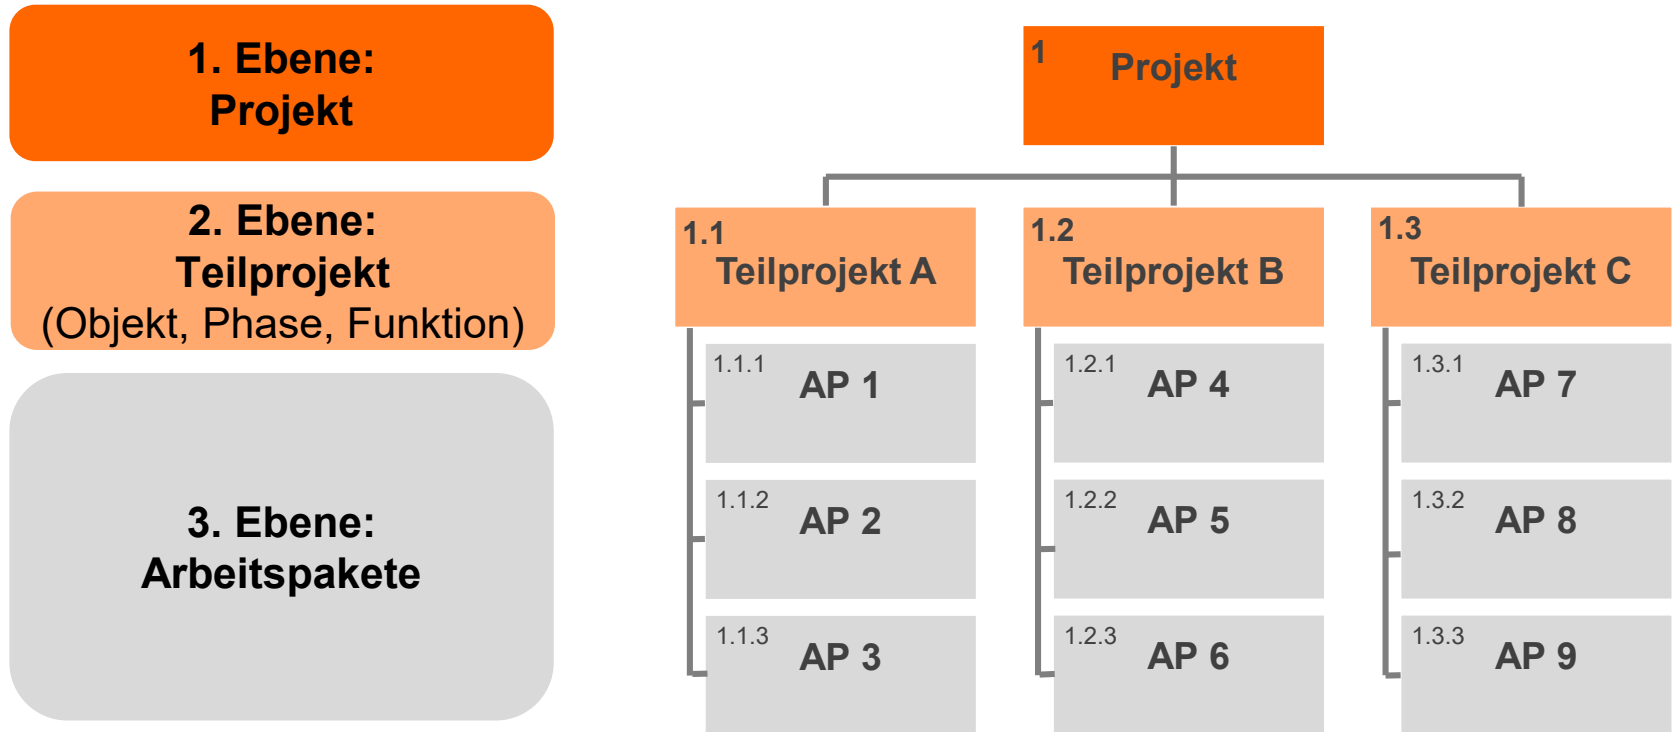 1. Ebene:
Projekt
2. Ebene:
Teilprojekt
(Objekt, Phase, Funktion)
3. Ebene:
Arbeitspakete
1
Projekt
1.1
Teilprojekt A
1.1.1
AP 1
1.1.2
AP 2
1.1.3
AP 3
1.2
Teilprojekt B
1.2.1
AP 4
1.2.2
AP 5
1.2.3
AP 6
1.3
Teilprojekt C
1.3.1
AP 7
1.3.2
AP 8
1.3.3
AP 9